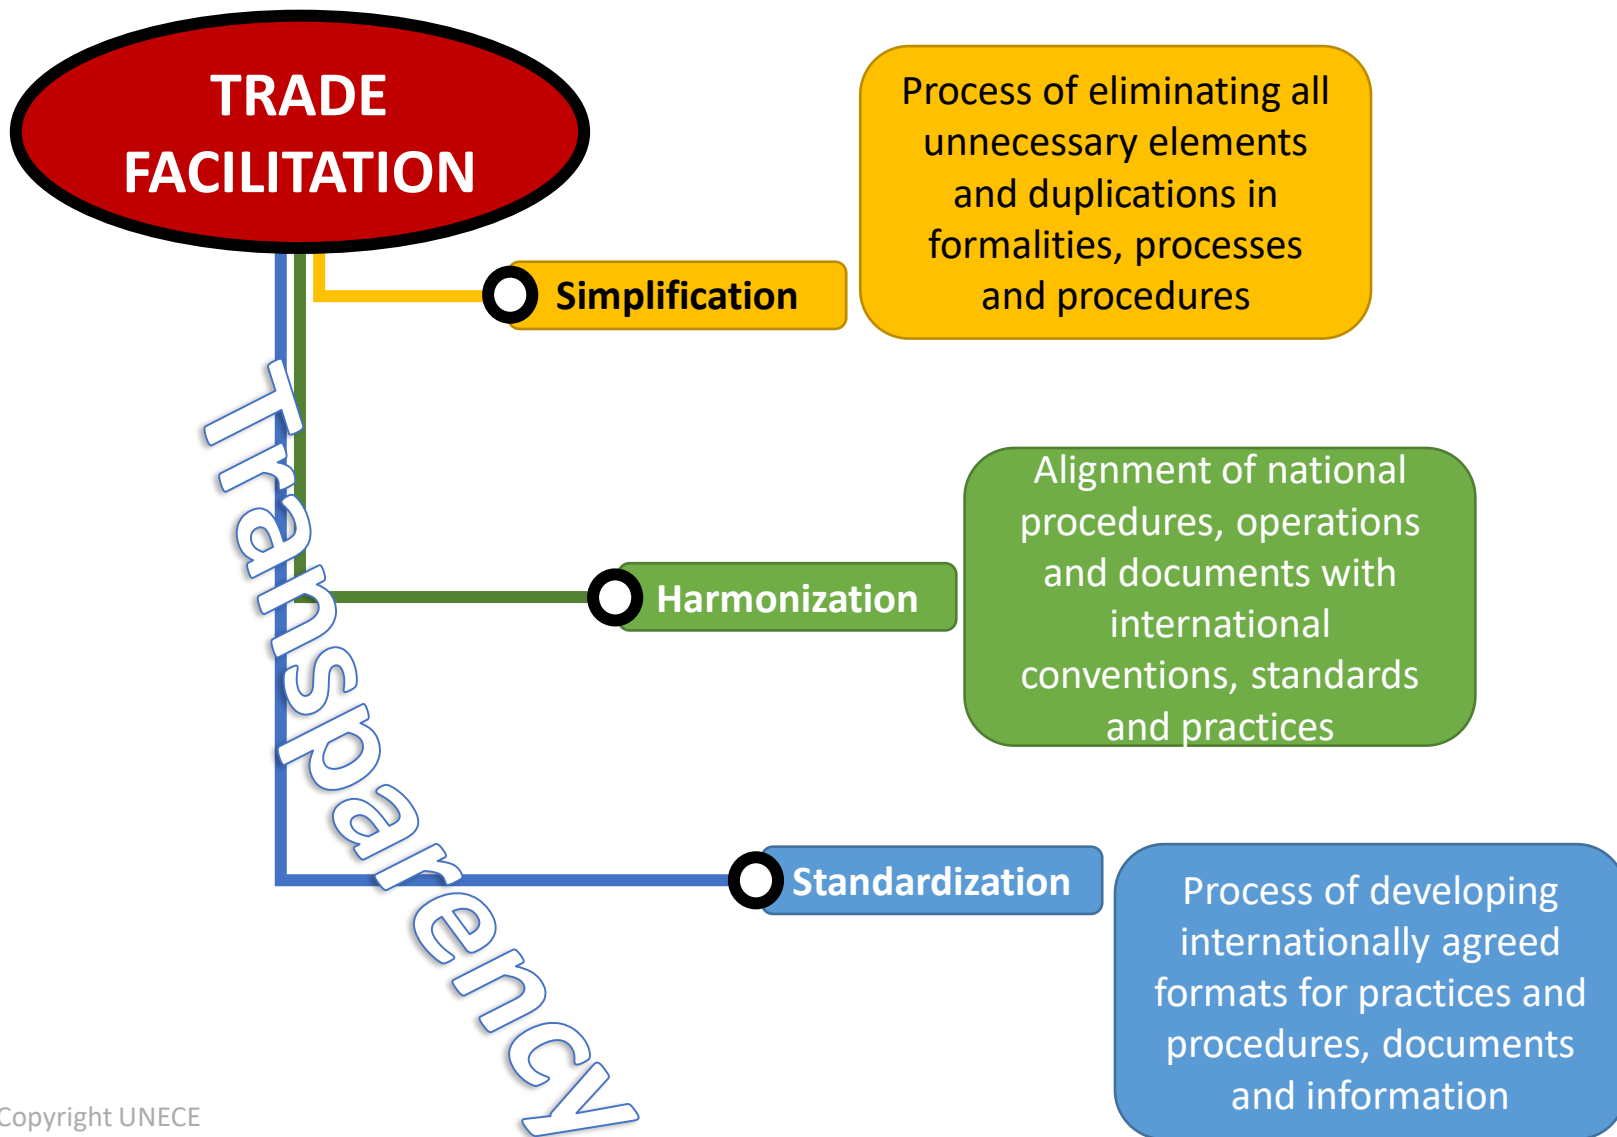 TRADE
FACILITATION
Process of eliminating all
unnecessary elements
and duplications in
formalities, processes
and procedures
Simplification
Transparency
Alignment of national
procedures, operations
and documents with
international
conventions, standards
and practices
Harmonization
Standardization
Process of developing
internationally agreed
formats for practices and
procedures, documents
and information
Copyright UNECE